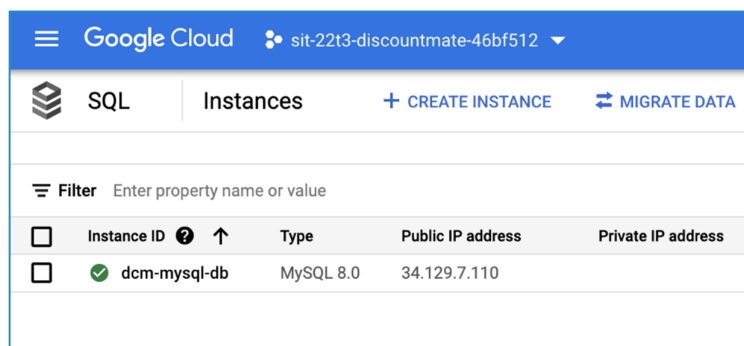 Google Cloud sit-22t3-discountmate-46bf512
SQL Instances + CREATE INSTANCE MIGRATE DATA
Filter Enter property name or value
Instance ID ? ↑ Type Public IP address Private IP address
dcm-mysql-db MySQL 8.0 34.129.7.110